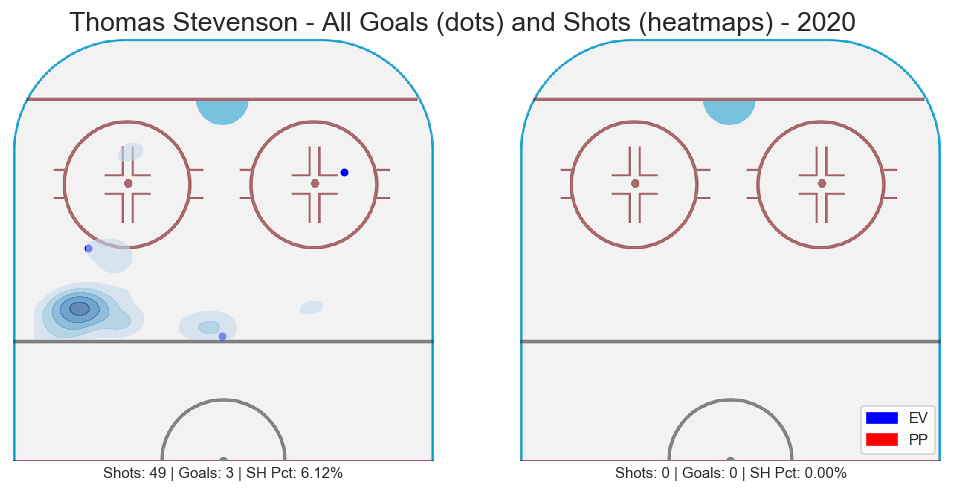 Thomas Stevenson - All Goals (dots) and Shots (heatmaps) - 2020
EV
PP
Shots: 49 | Goals: 3 | SH Pct: 6.12%
Shots: 0 | Goals: 0 | SH Pct: 0.00%